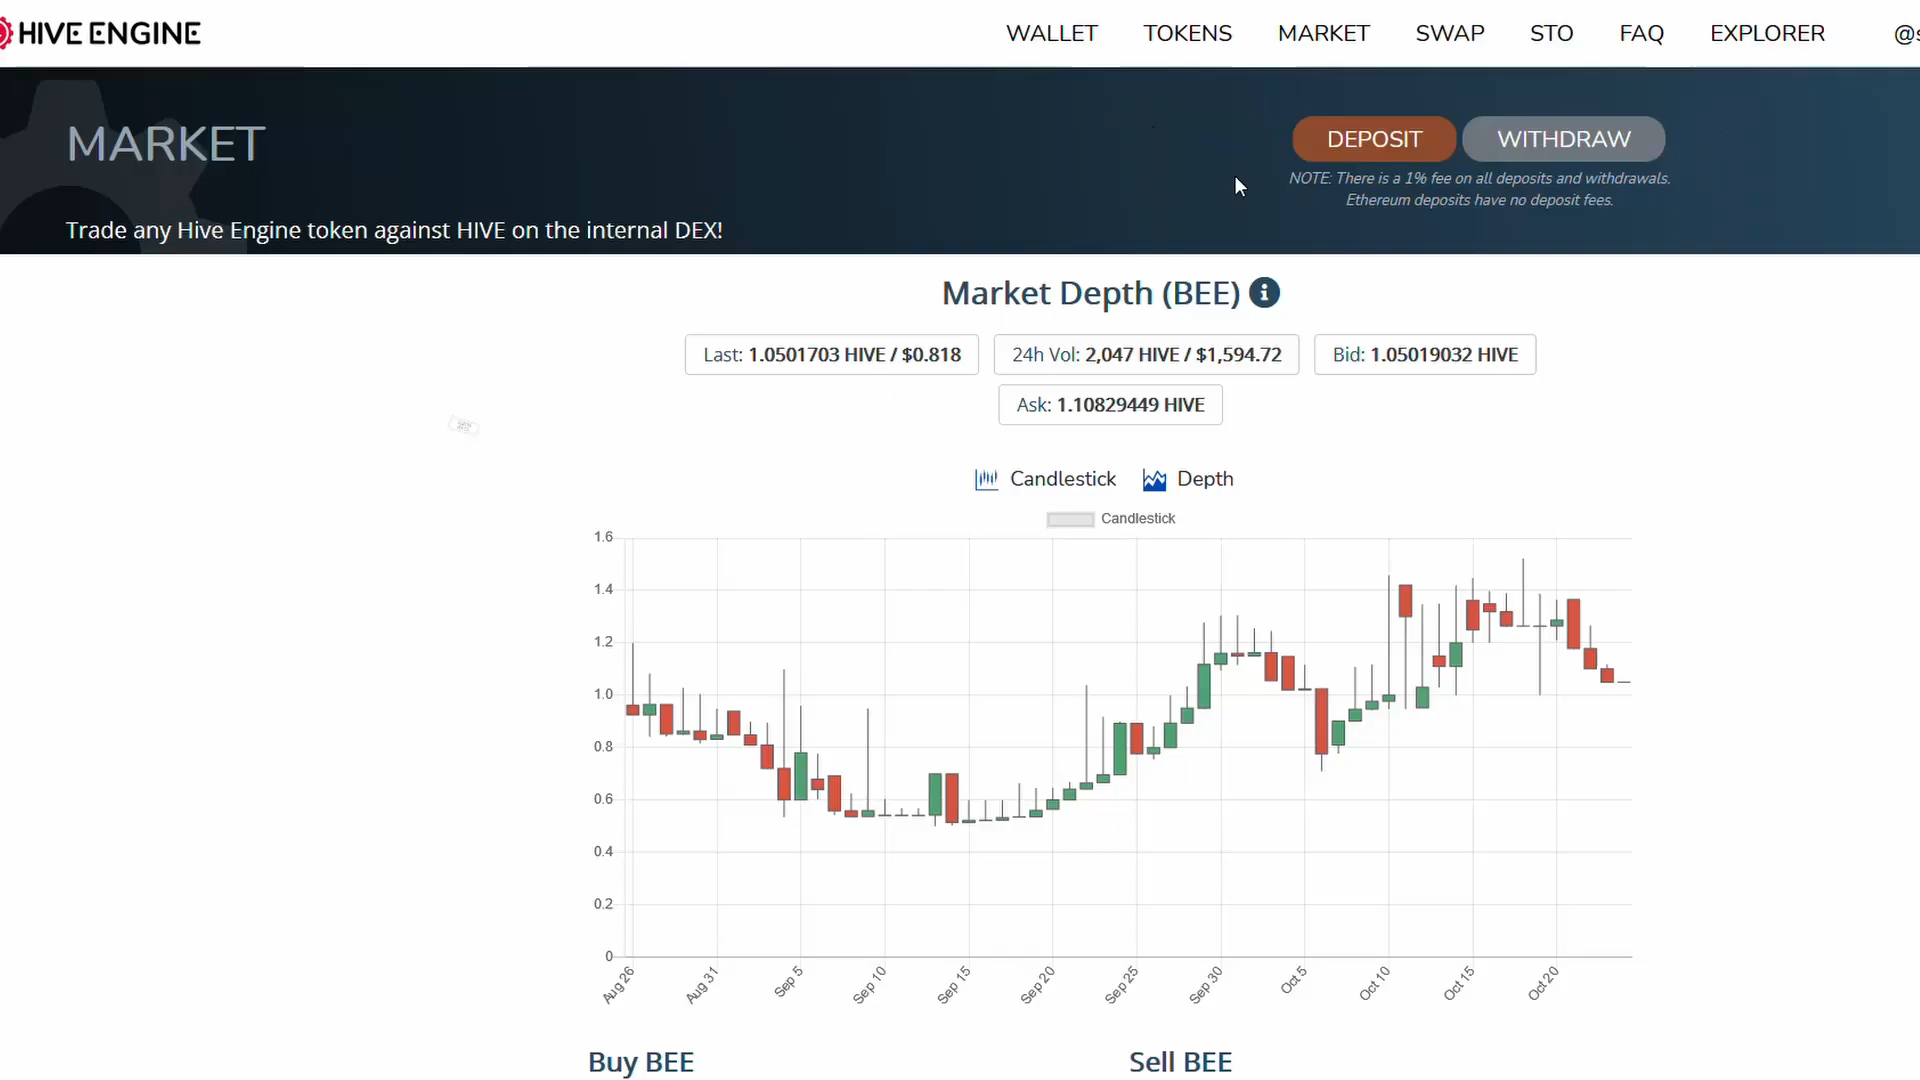 HIVE ENGINE
WALLET TOKENS MARKET SWAP STO FAQ EXPLORER
MARKET
DEPOSIT WITHDRAW
NOTE: There is a 1% fee on all deposits and withdrawals.
Ethereum deposits have no deposit fees.
Trade any Hive Engine token against HIVE on the internal DEX!
Market Depth (BEE)
Last: 1.0501703 HIVE / $0.818
24h Vol: 2,047 HIVE / $1,594.72
Bid: 1.05019032 HIVE
Ask: 1.10829449 HIVE
Candlestick Depth
Candlestick
1.6
1.4
1.2
1.0
0.8
0.6
0.4
0.2
0
Aug 26 Aug 31 Sep 5 Sep 10 Sep 15 Sep 20 Sep 25 Sep 30 Oct 5 Oct 10 Oct 15 Oct 20
Buy BEE
Sell BEE